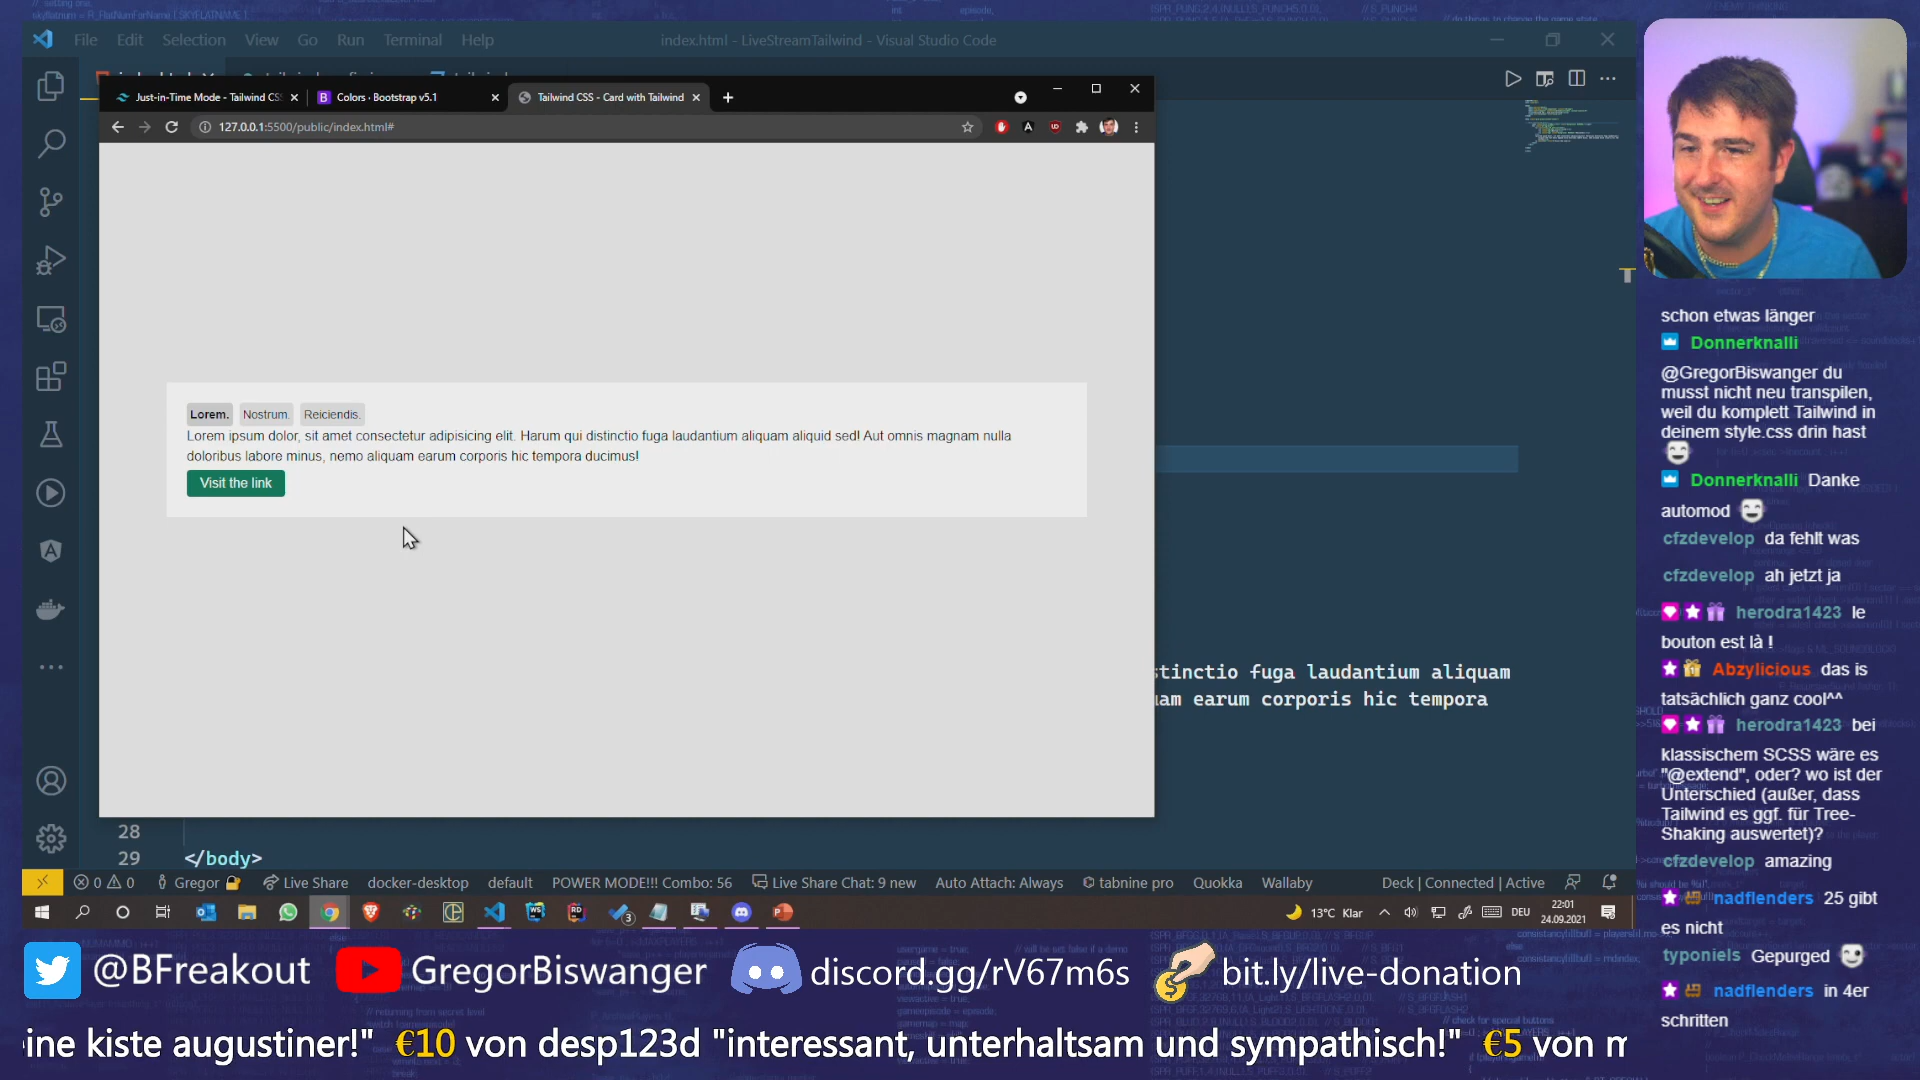 File Edit Selection View Go Run Terminal Help
index.html - LiveStreamTailwind - Visual Studio Code
Just-in-Time Mode - Tailwind CS
Colors · Bootstrap v5.1
Tailwind CSS - Card with Tailwind
127.0.0.1:5500/public/index.html#
Lorem. Nostrum. Reiciendis.
Lorem ipsum dolor, sit amet consectetur adipisicing elit. Harum qui distinctio fuga laudantium aliquam aliquid sed! Aut omnis magnam nulla
doloribus labore minus, nemo aliquam earum corporis hic tempora ducimus!
Visit the link
stinctio fuga laudantium aliquam
am earum corporis hic tempora
28
29 </body>
0 0 Gregor Live Share docker-desktop default POWER MODE!!! Combo: 56 Live Share Chat: 9 new Auto Attach: Always tabnine pro Quokka Wallaby Deck | Connected | Active
3
13°C Klar DEU 22:01
24.09.2021
schon etwas länger
Donnerknalli
@GregorBiswanger du
musst nicht neu transpilen,
weil du komplett Tailwind in
deinem style.css drin hast
Donnerknalli Danke
automod
cfzdevelop da fehlt was
cfzdevelop ah jetzt ja
herodra1423 le
bouton est là !
Abzylicious das is
tatsächlich ganz cool^^
herodra1423 bei
klassischem SCSS wäre es
"@extend", oder? wo ist der
Unterschied (außer, dass
Tailwind es ggf. für Tree-
Shaking auswertet)?
cfzdevelop amazing
nadflenders 25 gibt
es nicht
typoniels Gepurged
nadflenders in 4er
schritten
@BFreakout GregorBiswanger discord.gg/rV67m6s bit.ly/live-donation
ine kiste augustiner!" €10 von desp123d "interessant, unterhaltsam und sympathisch!" €5 von m